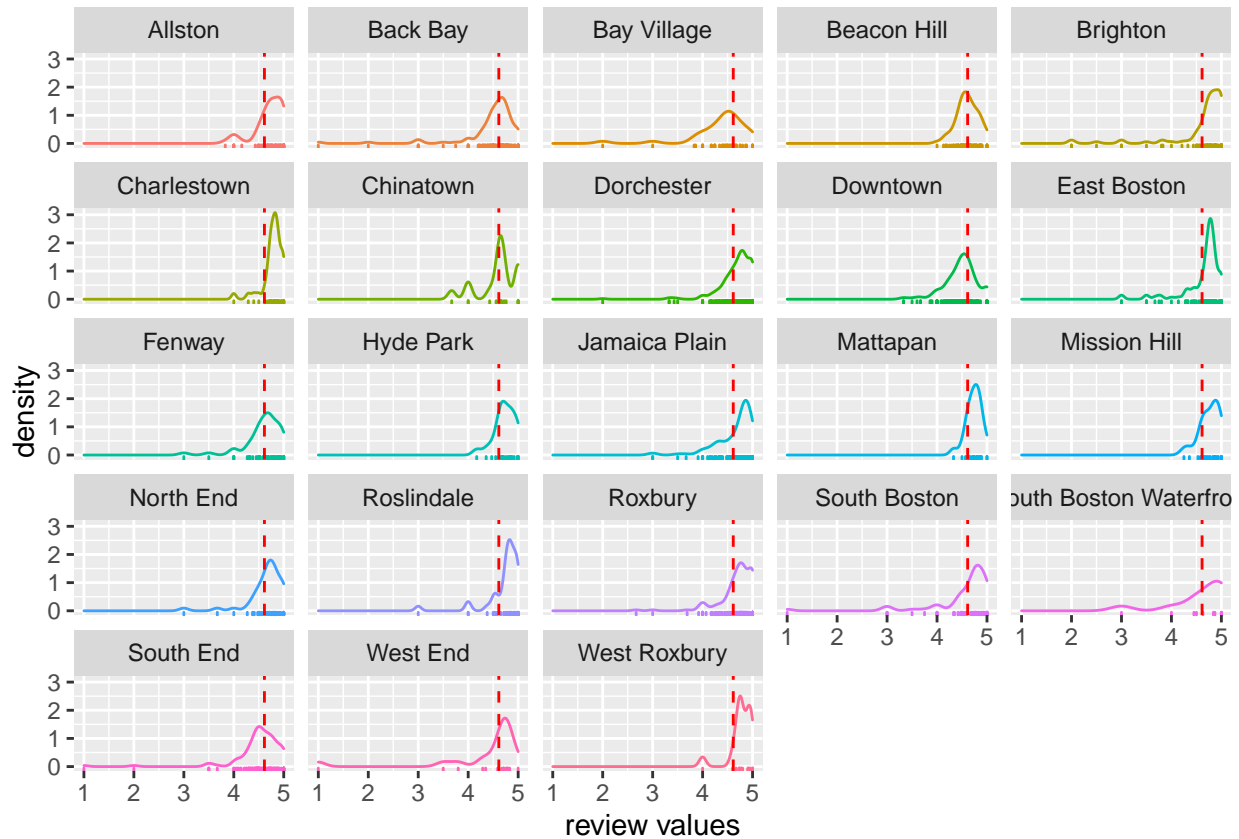 Allston
Back Bay
Bay Village
Beacon Hill
Brighton
3
2
1
0
Charlestown
Chinatown
Dorchester
Downtown
East Boston
3
2
1
0
Fenway
Hyde Park
Jamaica Plain
Mattapan
Mission Hill
3
2
1
0
density
North End
Roslindale
Roxbury
South Boston
outh Boston Waterfro
3
2
1
0
1 2 3 4 5
1 2 3 4 5
South End
West End
West Roxbury
3
2
1
0
1 2 3 4 5
1 2 3 4 5
1 2 3 4 5
review values